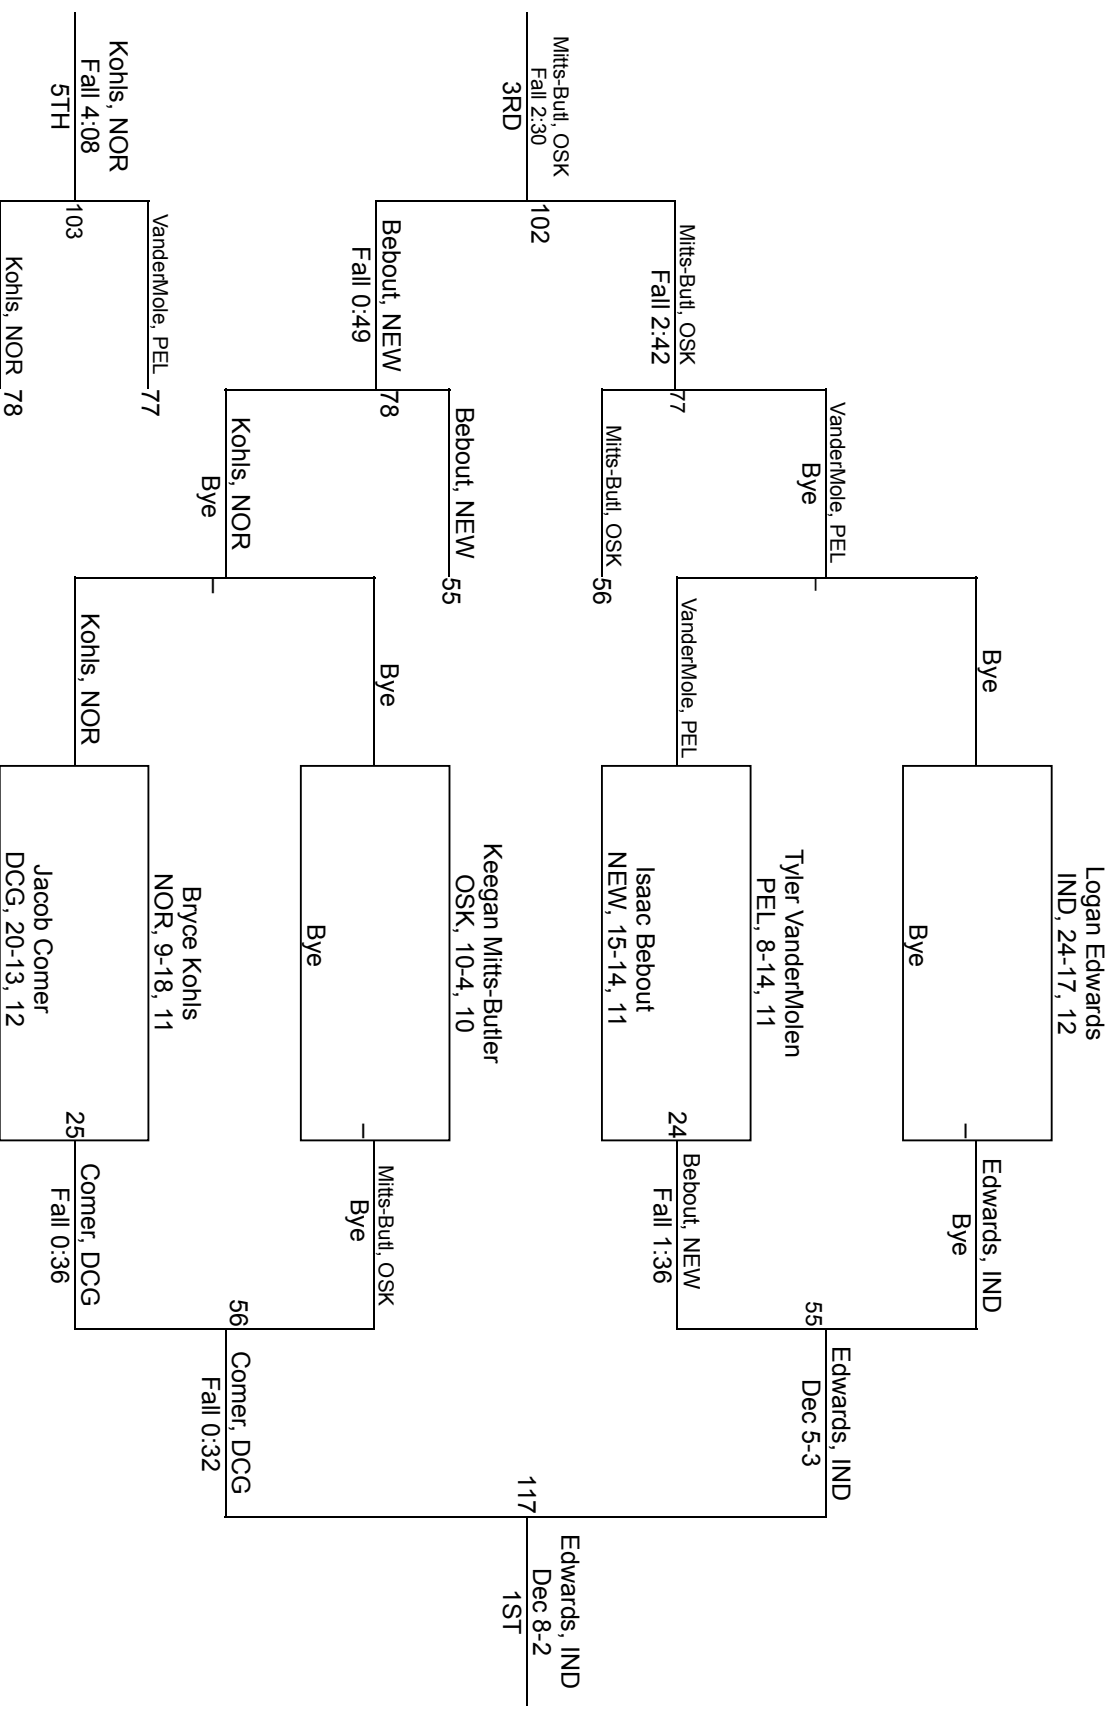 Logan Edwards
IND, 24-17, 12
Bye
–
Edwards, IND
Bye
Bye
Tyler VanderMolen
PEL, 8-14, 11
Isaac Bebout
NEW, 15-14, 11
24
Bebout, NEW
Fall 1:36
VanderMole, PEL
VanderMole, PEL
Bye
–
55
Edwards, IND
Dec 5-3
Mitts-Butl, OSK
Fall 2:42
77
Mitts-Butl, OSK
56
Mitts-Butl, OSK
Fall 2:30
3RD
102
117
Edwards, IND
Dec 8-2
1ST
Keegan Mitts-Butler
OSK, 10-4, 10
Bye
–
Mitts-Butl, OSK
Bye
Bye
Bebout, NEW
55
Bebout, NEW
Fall 0:49
78
Kohls, NOR
Bye
–
56
Comer, DCG
Fall 0:32
Bryce Kohls
NOR, 9-18, 11
Jacob Comer
DCG, 20-13, 12
25
Comer, DCG
Fall 0:36
Kohls, NOR
VanderMole, PEL
77
Kohls, NOR
Fall 4:08
5TH
103
Kohls, NOR
78